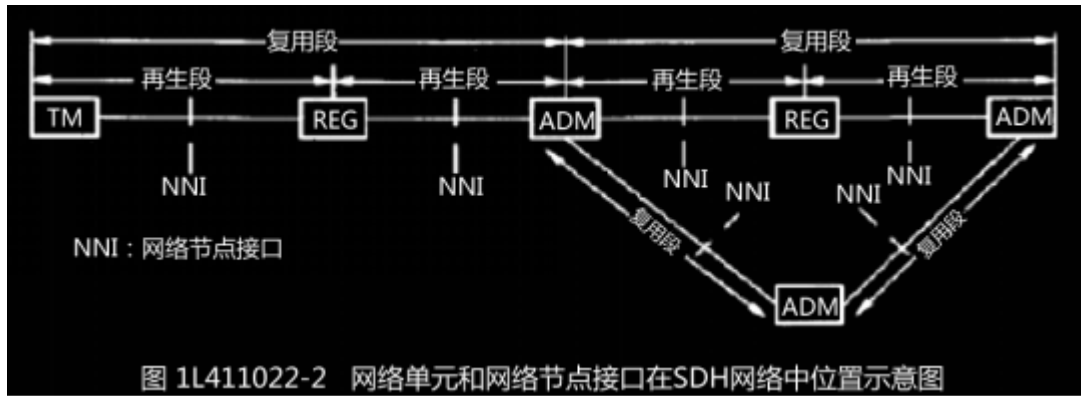 复用段 复用段
再生段 再生段 再生段 再生段
TM REG ADM REG ADM
NNI NNI NNI NNI NNI NNI
复用段 复用段
NNI：网络节点接口
ADM
图 1L411022-2 网络单元和网络节点接口在SDH网络中位置示意图